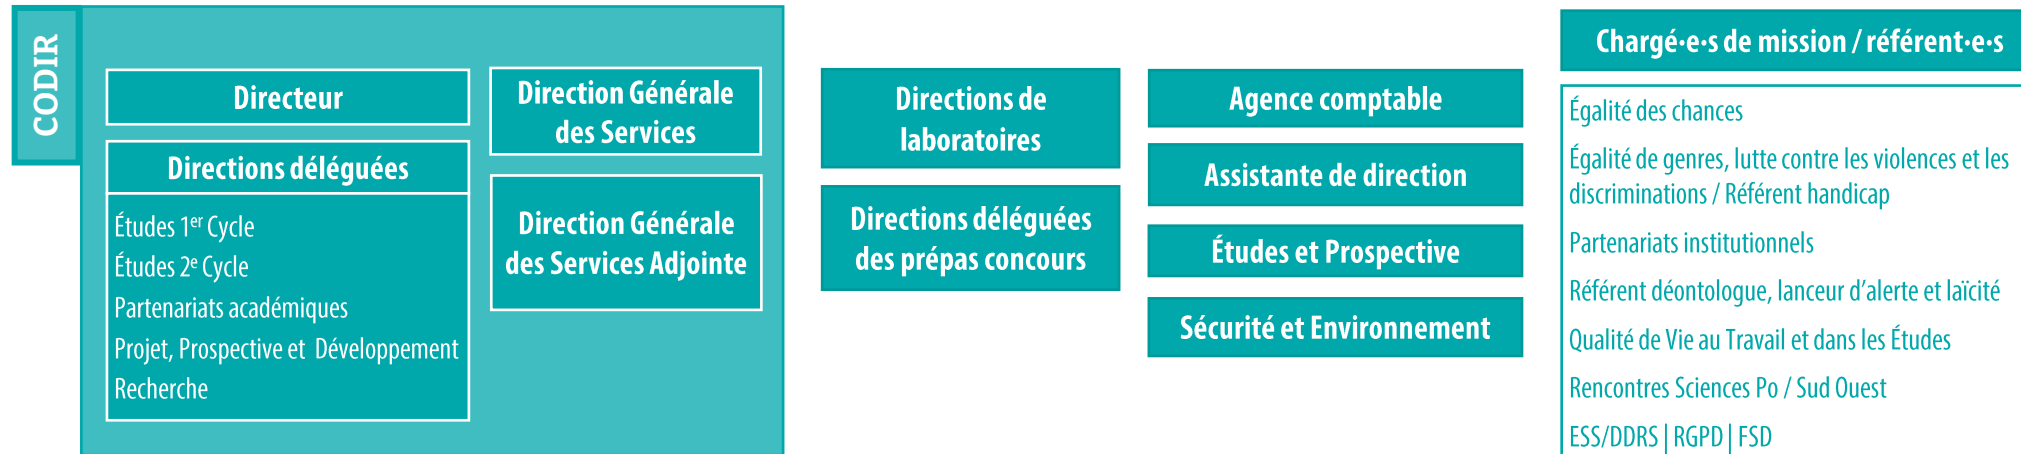 CODIR
Directeur
Directions déléguées
Études 1er Cycle
Études 2e Cycle
Partenariats académiques
Projet, Prospective et Développement
Recherche
Direction Générale
des Services
Direction Générale
des Services Adjointe
Directions de
laboratoires
Directions déléguées
des prépas concours
Agence comptable
Assistante de direction
Études et Prospective
Sécurité et Environnement
Chargé·e·s de mission / référent·e·s
Égalité des chances
Égalité de genres, lutte contre les violences et les
discriminations / Référent handicap
Partenariats institutionnels
Référent déontologue, lanceur d’alerte et laïcité
Qualité de Vie au Travail et dans les Études
Rencontres Sciences Po / Sud Ouest
ESS/DDRS | RGPD | FSD